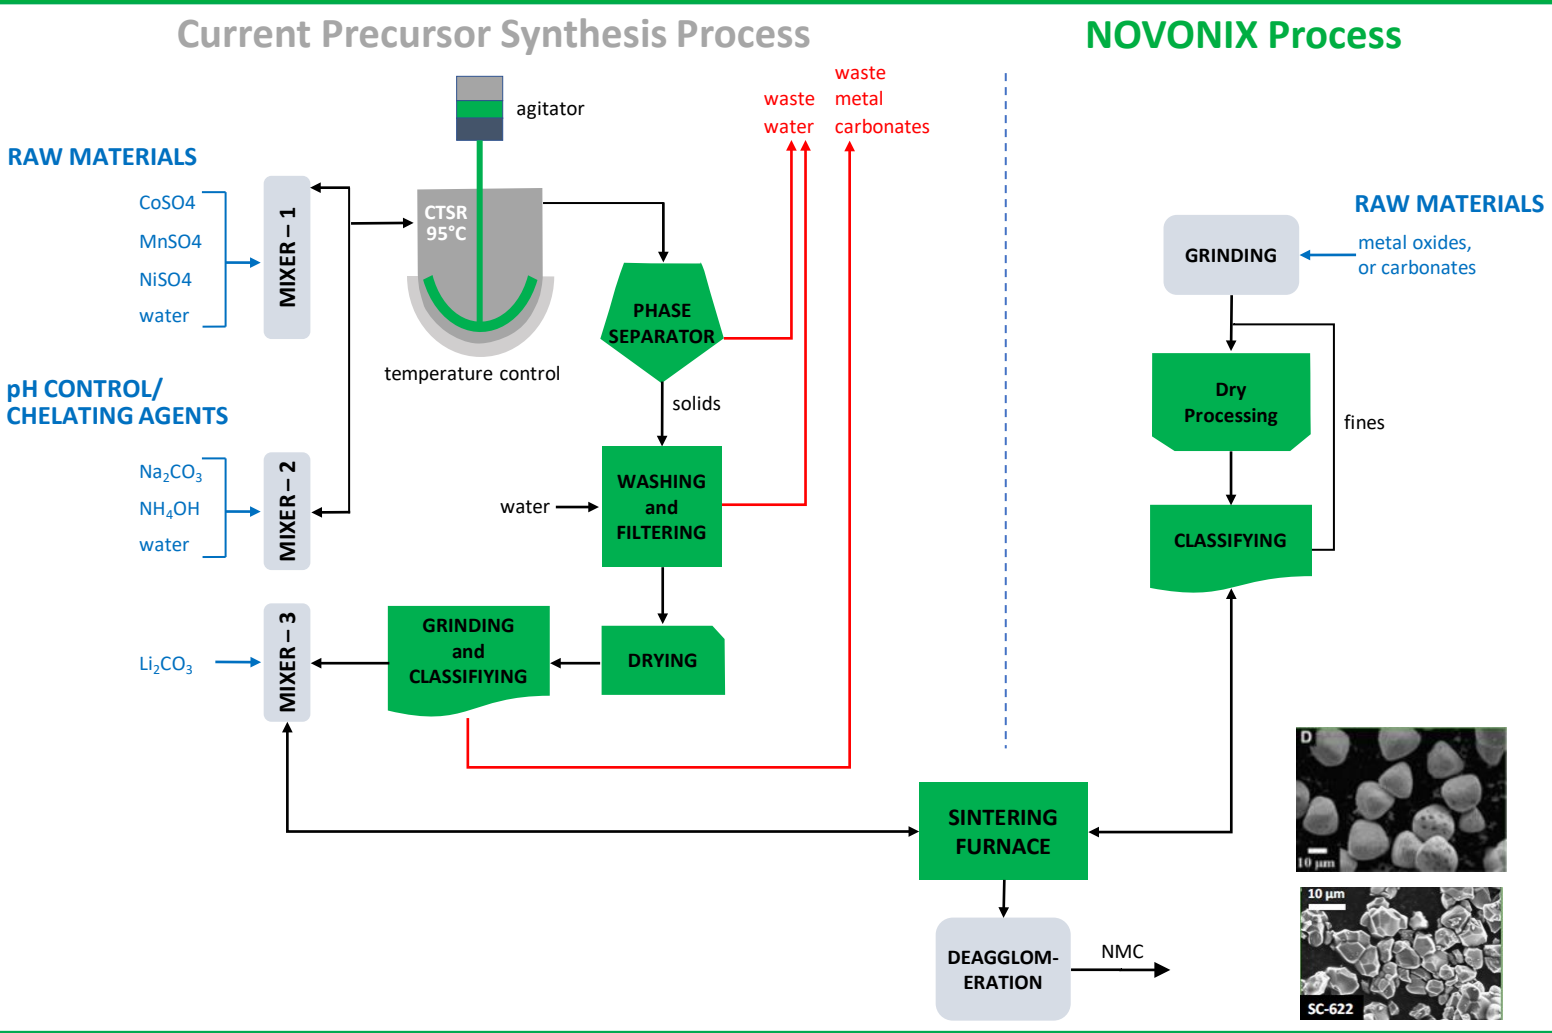 Current Precursor Synthesis Process
NOVONIX Process
waste
waste metal
water carbonates
agitator
RAW MATERIALS
CoSO4
MnSO4
NiSO4
water
MIXER – 1
CTSR
95°C
temperature control
PHASE
SEPARATOR
solids
pH CONTROL/
CHELATING AGENTS
Na₂CO₃
NH₄OH
water
MIXER – 2
water
WASHING
and
FILTERING
DRYING
GRINDING
and
CLASSIFIYING
Li₂CO₃
MIXER – 3
RAW MATERIALS
metal oxides,
or carbonates
GRINDING
Dry
Processing
fines
CLASSIFYING
SINTERING
FURNACE
DEAGGLOM-
ERATION
NMC
D
10 µm
10 µm
SC-622